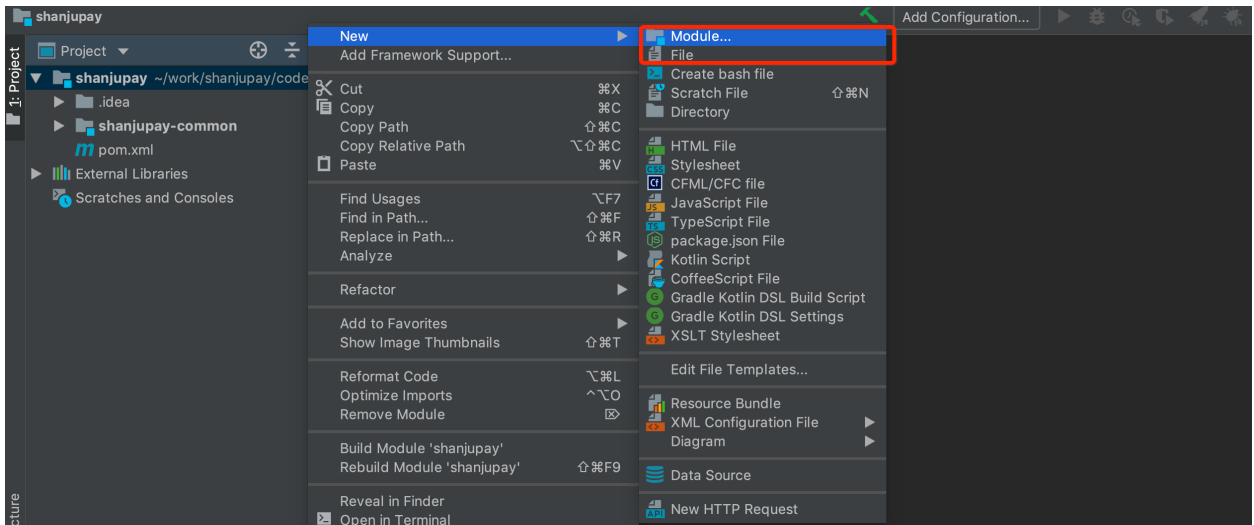 shanjupay
Add Configuration...
1: Project
Project
shanjupay ~/work/shanjupay/code
.idea
shanjupay-common
pom.xml
External Libraries
Scratches and Consoles
New
Add Framework Support...
Cut ⌘X
Copy ⌘C
Copy Path ⇧⌘C
Copy Relative Path ⌥⇧⌘C
Paste ⌘V
Find Usages ⌥F7
Find in Path... ⇧⌘F
Replace in Path... ⇧⌘R
Analyze
Refactor
Add to Favorites
Show Image Thumbnails ⇧⌘T
Reformat Code ⌥⌘L
Optimize Imports ^⌥O
Remove Module ⌦
Build Module 'shanjupay'
Rebuild Module 'shanjupay' ⇧⌘F9
Reveal in Finder
Open in Terminal
Module...
File
Create bash file
Scratch File ⇧⌘N
Directory
HTML File
Stylesheet
CFML/CFC file
JavaScript File
TypeScript File
package.json File
Kotlin Script
CoffeeScript File
Gradle Kotlin DSL Build Script
Gradle Kotlin DSL Settings
XSLT Stylesheet
Edit File Templates...
Resource Bundle
XML Configuration File
Diagram
Data Source
New HTTP Request